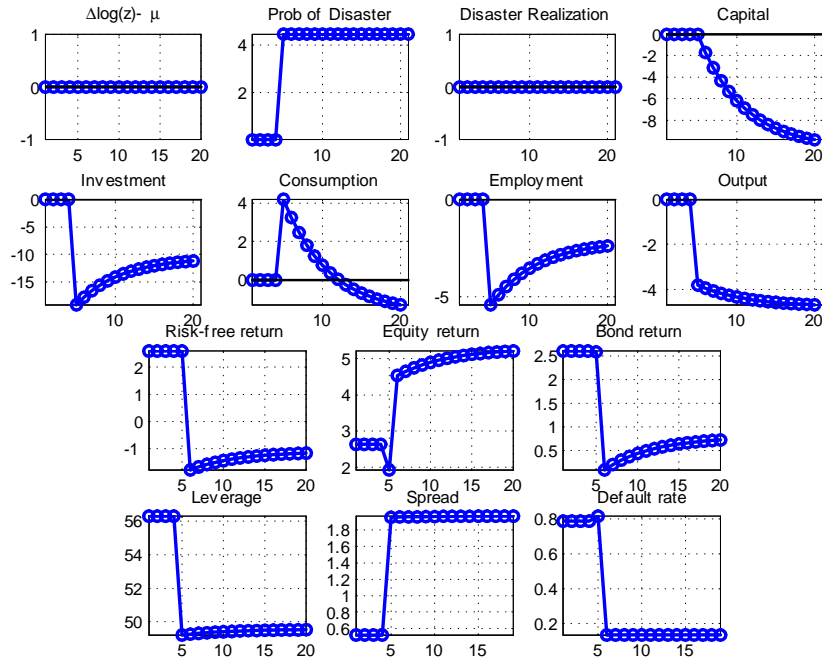 Δlog(z)- μ
Prob of Disaster
Disaster Realization
Capital
1
0
-1
5 10 15 20
4
2
10 20
1
0
-1
10 20
0
-2
-4
-6
-8
10 20
Investment
Consumption
Employment
Output
0
-5
-10
-15
10 20
4
2
0
10 20
0
-5
10 20
0
-2
-4
10 20
Risk-free return
Equity return
Bond return
2
1
0
-1
5 10 15 20
5
4
3
2
5 10 15 20
2.5
2
1.5
1
0.5
5 10 15 20
Leverage
Spread
Default rate
56
54
52
50
5 10 15 20
1.8
1.6
1.4
1.2
1
0.8
0.6
5 10 15
0.8
0.6
0.4
0.2
5 10 15